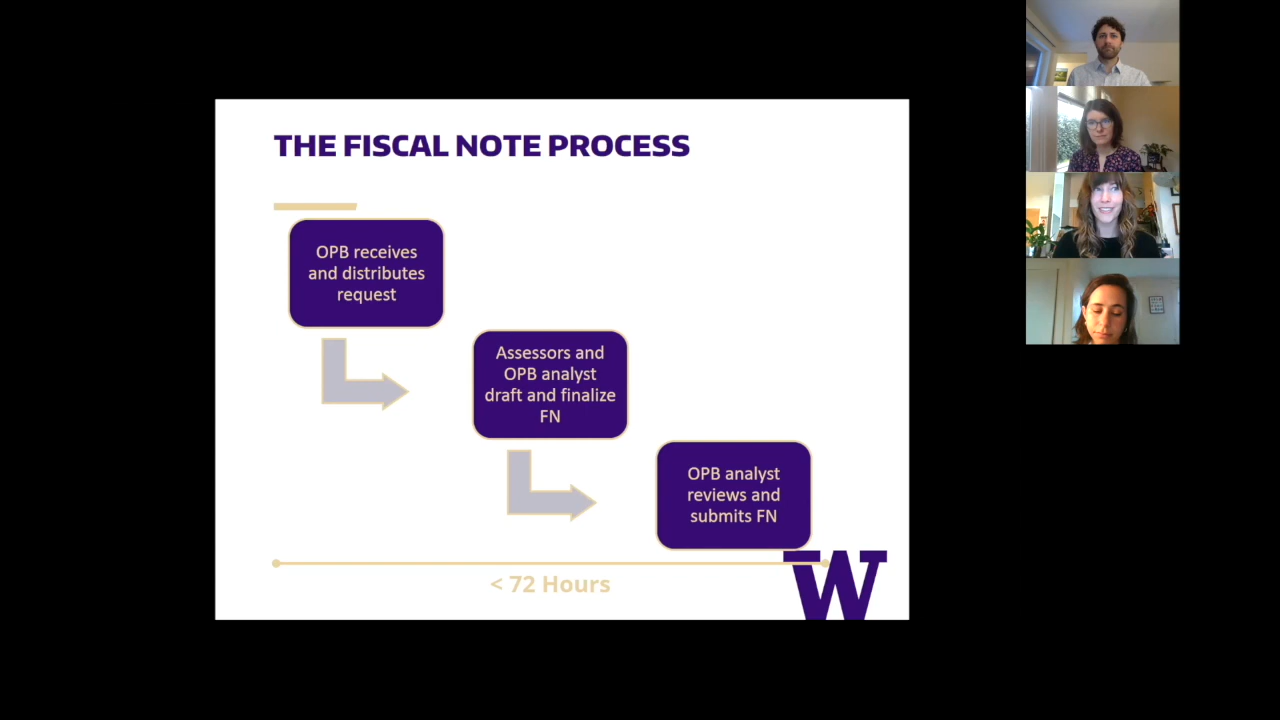 THE FISCAL NOTE PROCESS
OPB receives
and distributes
request
Assessors and
OPB analyst
draft and finalize
FN
OPB analyst
reviews and
submits FN
< 72 Hours
W